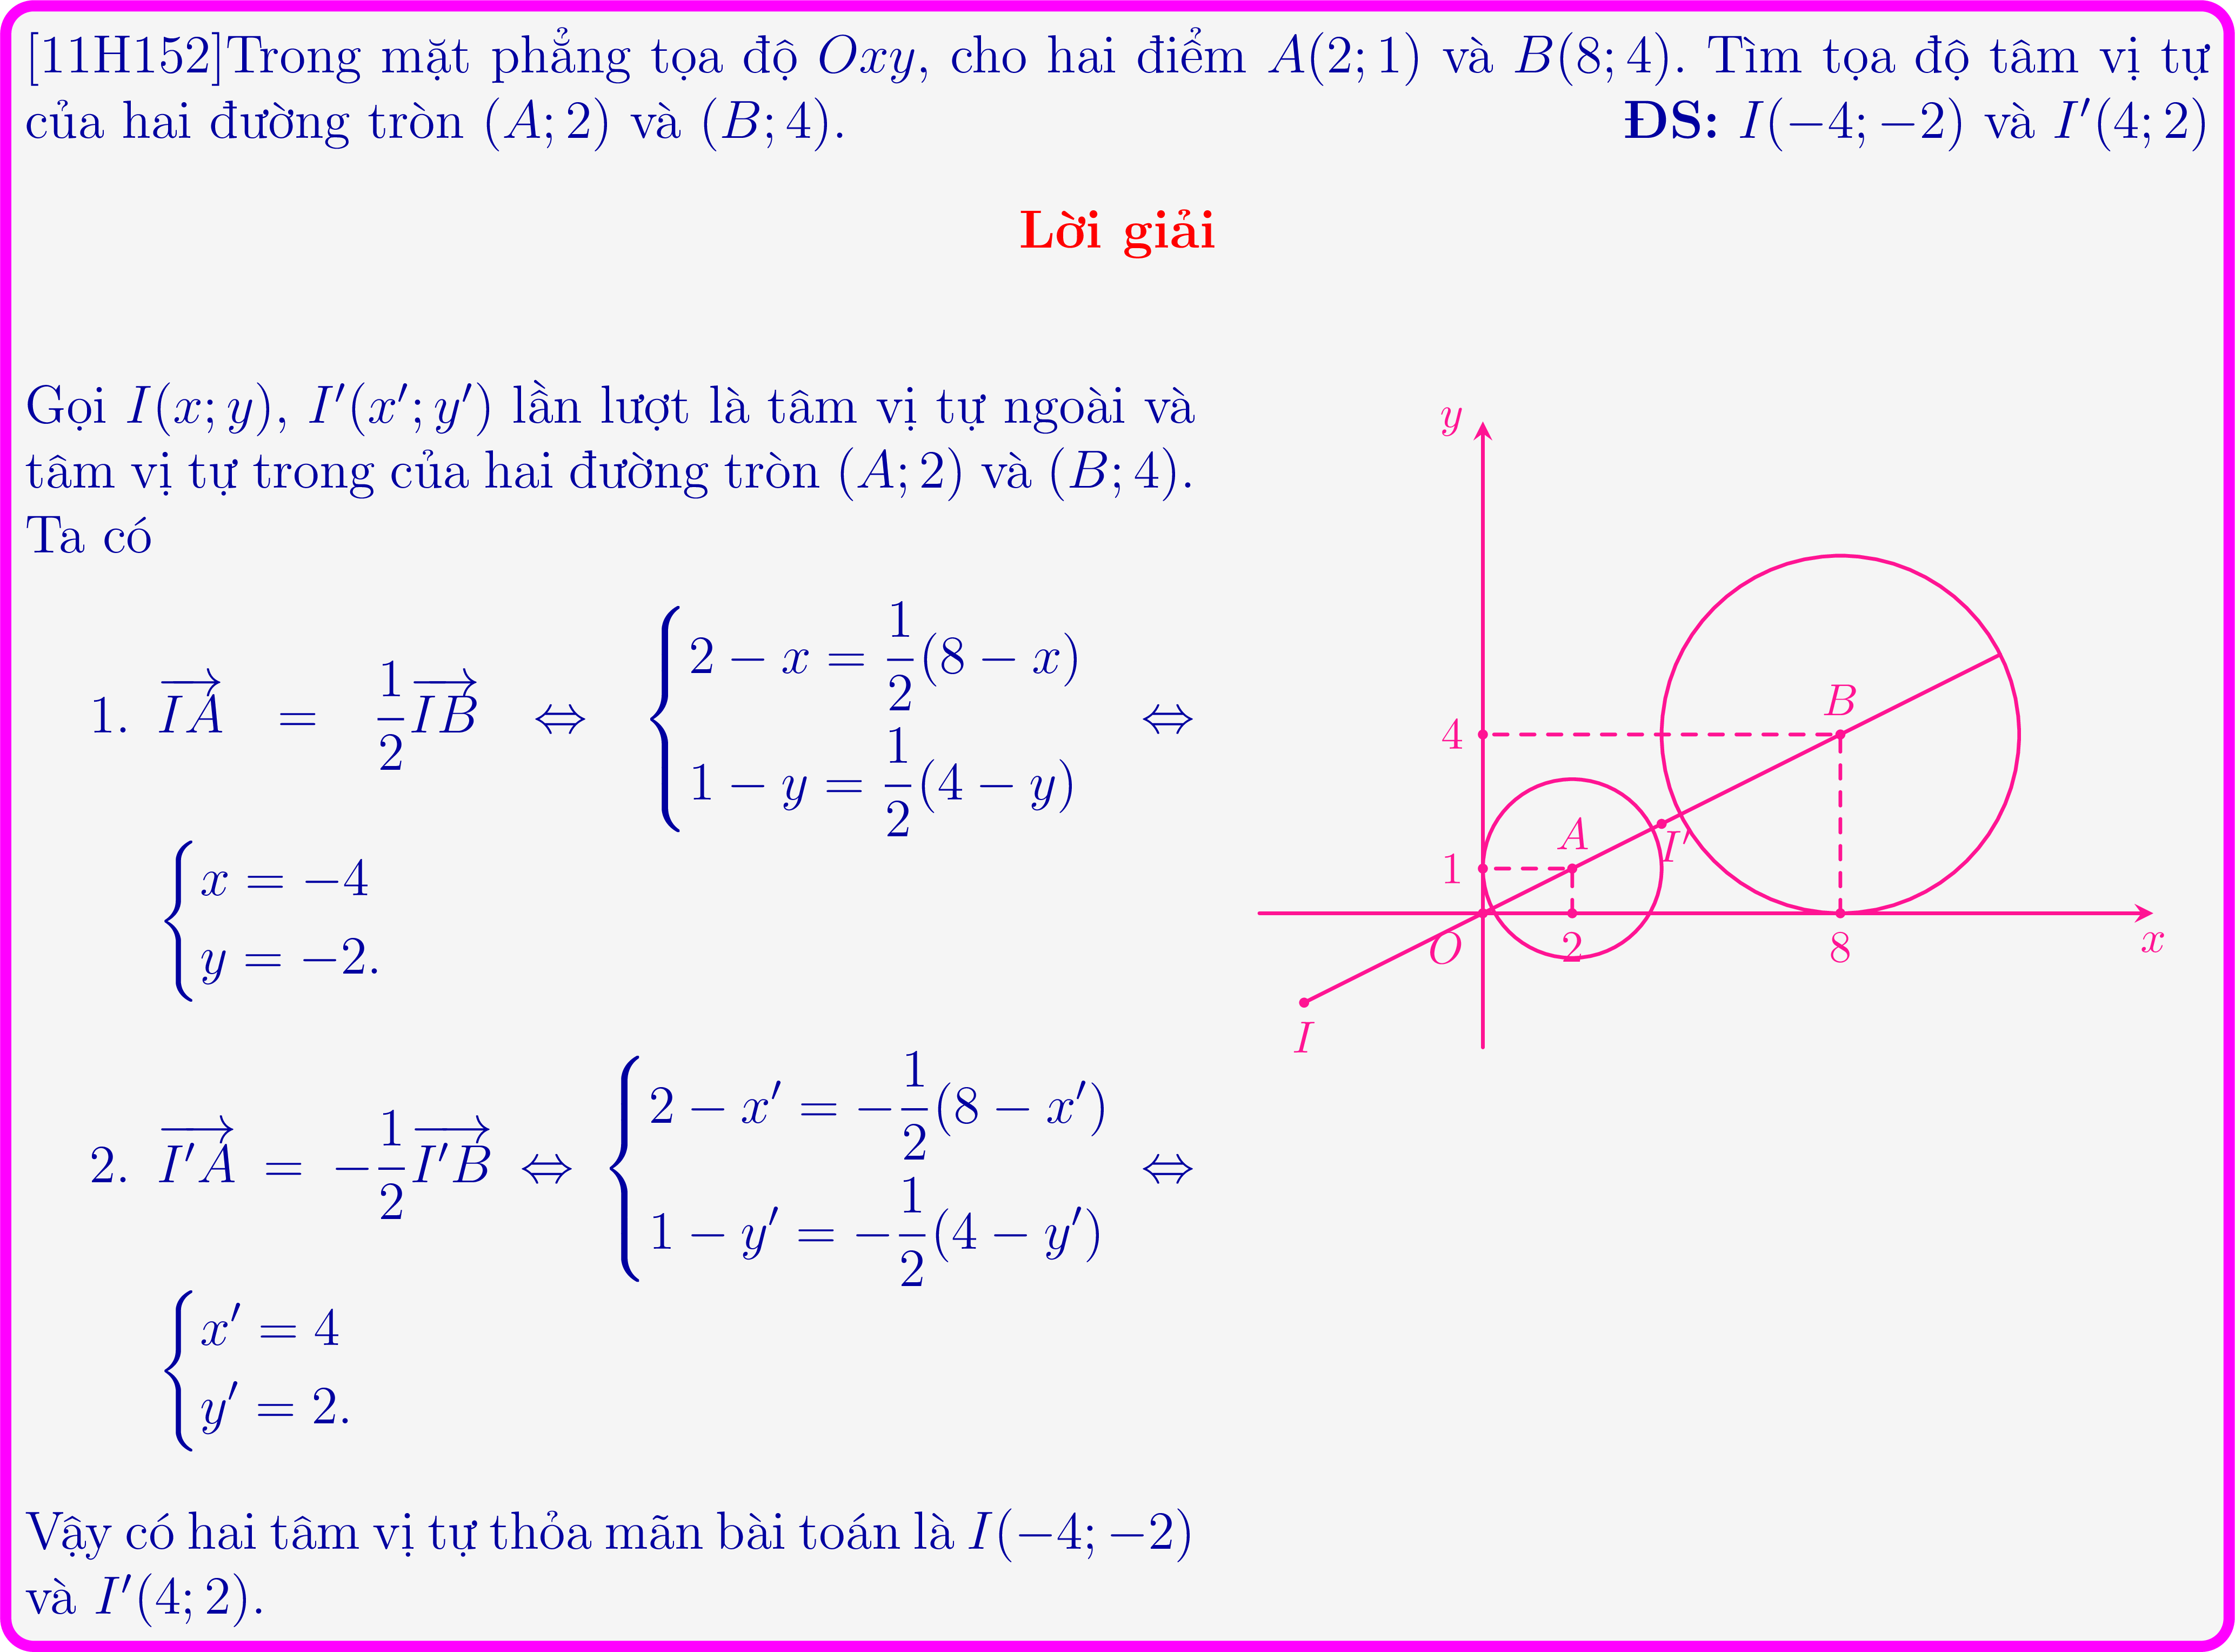 [11H152]Trong mặt phẳng tọa độ Oxy, cho hai điểm A(2; 1) và B(8; 4). Tìm tọa độ tâm vị tự
của hai đường tròn (A; 2) và (B; 4). ĐS: I(−4; −2) và I′(4; 2)
Lời giải
Gọi I(x; y), I′(x′; y′) lần lượt là tâm vị tự ngoài và
tâm vị tự trong của hai đường tròn (A; 2) và (B; 4).
Ta có
1. \overrightarrow{IA} = \frac{1}{2}\overrightarrow{IB} ⇔ \begin{cases} 2 − x = \frac{1}{2}(8 − x) \\ 1 − y = \frac{1}{2}(4 − y) \end{cases} ⇔
\begin{cases} x = −4 \\ y = −2. \end{cases}
2. \overrightarrow{I′A} = −\frac{1}{2}\overrightarrow{I′B} ⇔ \begin{cases} 2 − x′ = −\frac{1}{2}(8 − x′) \\ 1 − y′ = −\frac{1}{2}(4 − y′) \end{cases} ⇔
\begin{cases} x′ = 4 \\ y′ = 2. \end{cases}
Vậy có hai tâm vị tự thỏa mãn bài toán là I(−4; −2)
và I′(4; 2).
y
B
4
A
I′
1
O
2
8
x
I